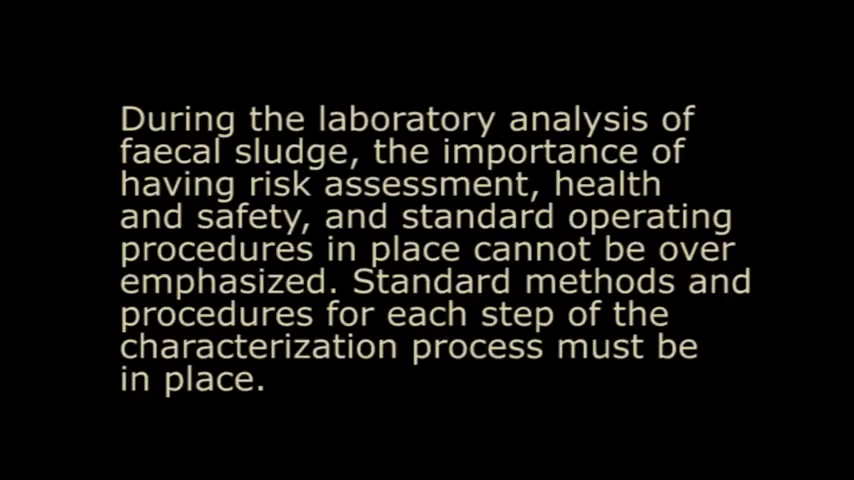 During the laboratory analysis of
faecal sludge, the importance of
having risk assessment, health
and safety, and standard operating
procedures in place cannot be over
emphasized. Standard methods and
procedures for each step of the
characterization process must be
in place.